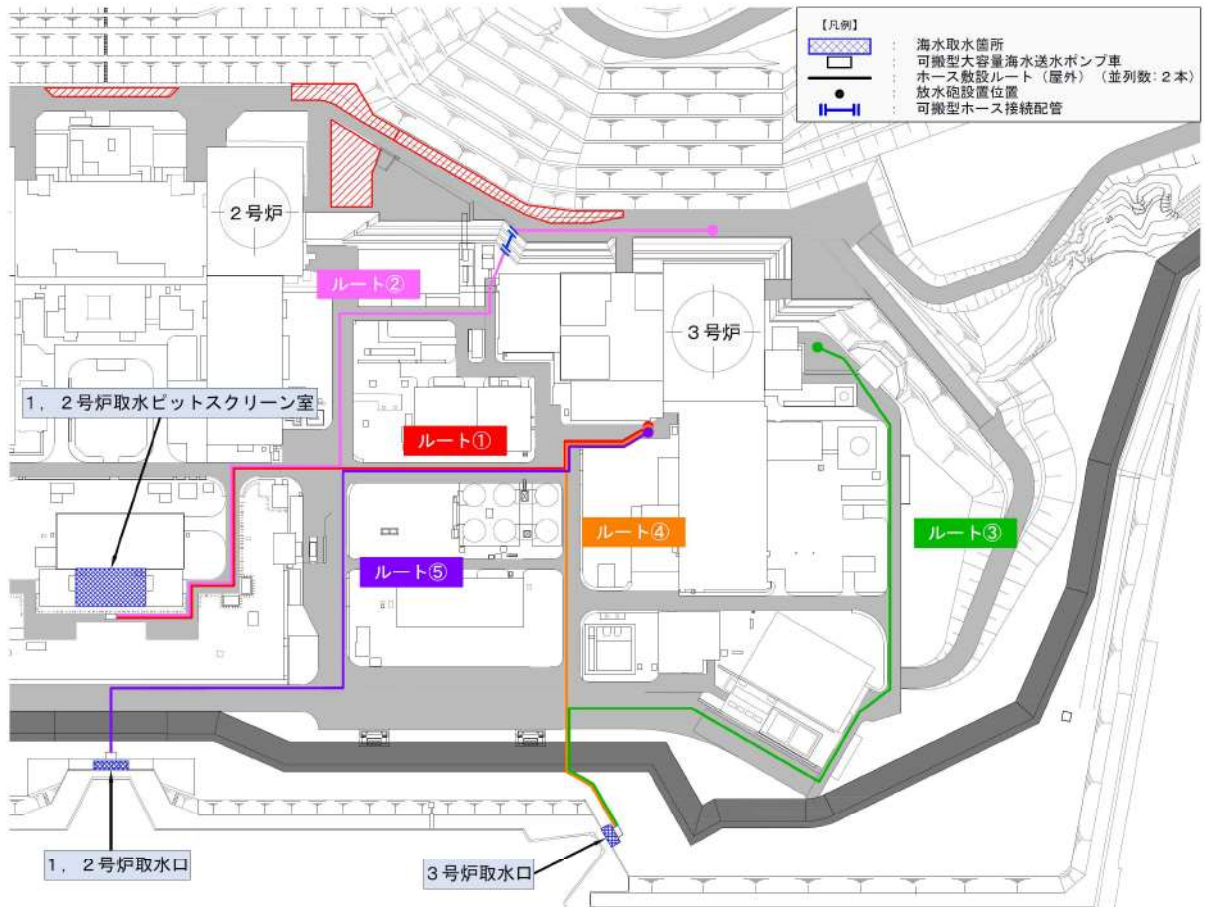 【凡例】
： 海水取水箇所
： 可搬型大容量海水送水ポンプ車
： ホース敷設ルート（屋外）（並列数：２本）
： 放水砲設置位置
： 可搬型ホース接続配管
２号炉
ルート②
３号炉
１，２号炉取水ピットスクリーン室
ルート①
ルート④
ルート③
ルート⑤
１，２号炉取水口
３号炉取水口